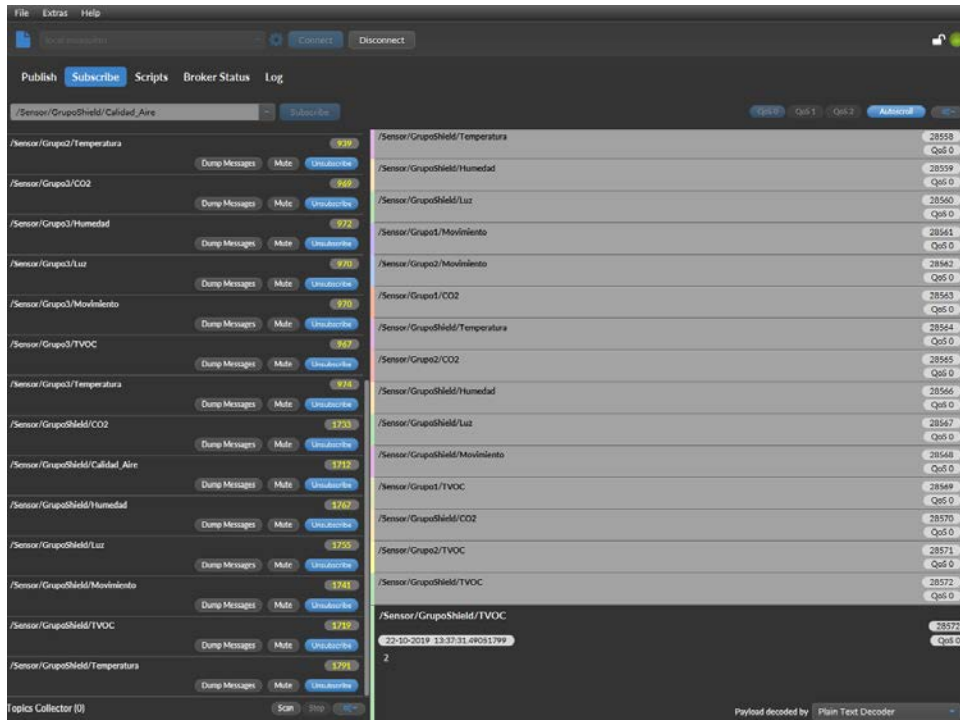 File Extras Help
Connect Disconnect
Publish Subscribe Scripts Broker Status Log
/Sensor/GrupoShield/Calidad_Aire Subscribe QoS 0 QoS 1 QoS 2 Autoscroll
/Sensor/Grupo2/Temperatura 939
Dump Messages Mute Unsubscribe
/Sensor/Grupo3/CO2 969
Dump Messages Mute Unsubscribe
/Sensor/Grupo3/Humedad 972
Dump Messages Mute Unsubscribe
/Sensor/Grupo3/Luz 970
Dump Messages Mute Unsubscribe
/Sensor/Grupo3/Movimiento 970
Dump Messages Mute Unsubscribe
/Sensor/Grupo3/TVOC 967
Dump Messages Mute Unsubscribe
/Sensor/Grupo3/Temperatura 974
Dump Messages Mute Unsubscribe
/Sensor/GrupoShield/CO2 1733
Dump Messages Mute Unsubscribe
/Sensor/GrupoShield/Calidad_Aire 1712
Dump Messages Mute Unsubscribe
/Sensor/GrupoShield/Humedad 1767
Dump Messages Mute Unsubscribe
/Sensor/GrupoShield/Luz 1755
Dump Messages Mute Unsubscribe
/Sensor/GrupoShield/Movimiento 1741
Dump Messages Mute Unsubscribe
/Sensor/GrupoShield/TVOC 1719
Dump Messages Mute Unsubscribe
/Sensor/GrupoShield/Temperatura 1791
Dump Messages Mute Unsubscribe
Topics Collector (0) Scan Stop
/Sensor/GrupoShield/Temperatura 28558
QoS 0
/Sensor/GrupoShield/Humedad 28559
QoS 0
/Sensor/GrupoShield/Luz 28560
QoS 0
/Sensor/Grupo1/Movimiento 28561
QoS 0
/Sensor/Grupo2/Movimiento 28562
QoS 0
/Sensor/Grupo1/CO2 28563
QoS 0
/Sensor/GrupoShield/Temperatura 28564
QoS 0
/Sensor/Grupo2/CO2 28565
QoS 0
/Sensor/GrupoShield/Humedad 28566
QoS 0
/Sensor/GrupoShield/Luz 28567
QoS 0
/Sensor/GrupoShield/Movimiento 28568
QoS 0
/Sensor/Grupo1/TVOC 28569
QoS 0
/Sensor/GrupoShield/CO2 28570
QoS 0
/Sensor/Grupo2/TVOC 28571
QoS 0
/Sensor/GrupoShield/TVOC 28572
QoS 0
/Sensor/GrupoShield/TVOC
28572
22-10-2019 13:37:31.49051799 QoS 0
2
Payload decoded by Plain Text Decoder